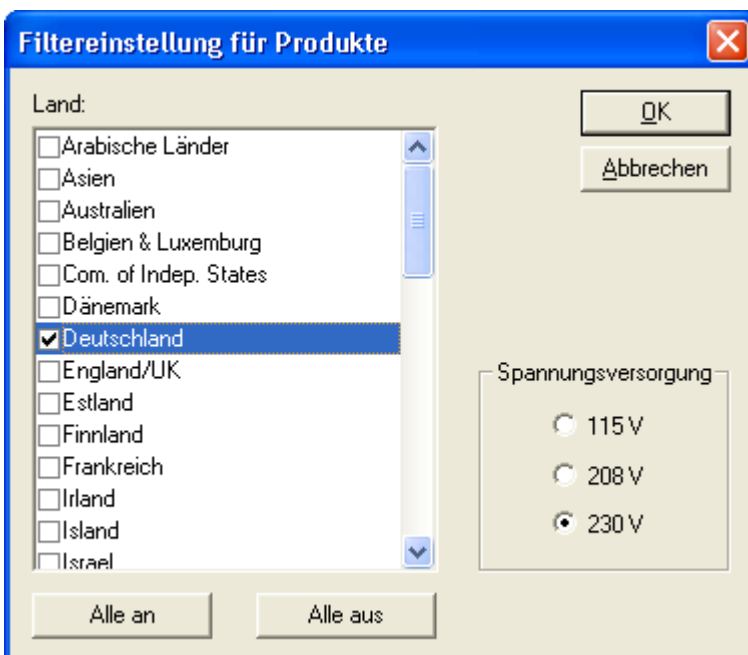 Filtereinstellung für Produkte
Land:
Arabische Länder
Asien
Australien
Belgien & Luxemburg
Com. of Indep. States
Dänemark
Deutschland
England/UK
Estland
Finnland
Frankreich
Irland
Island
Israel
Alle an
Alle aus
OK
Abbrechen
Spannungsversorgung
115 V
208 V
230 V